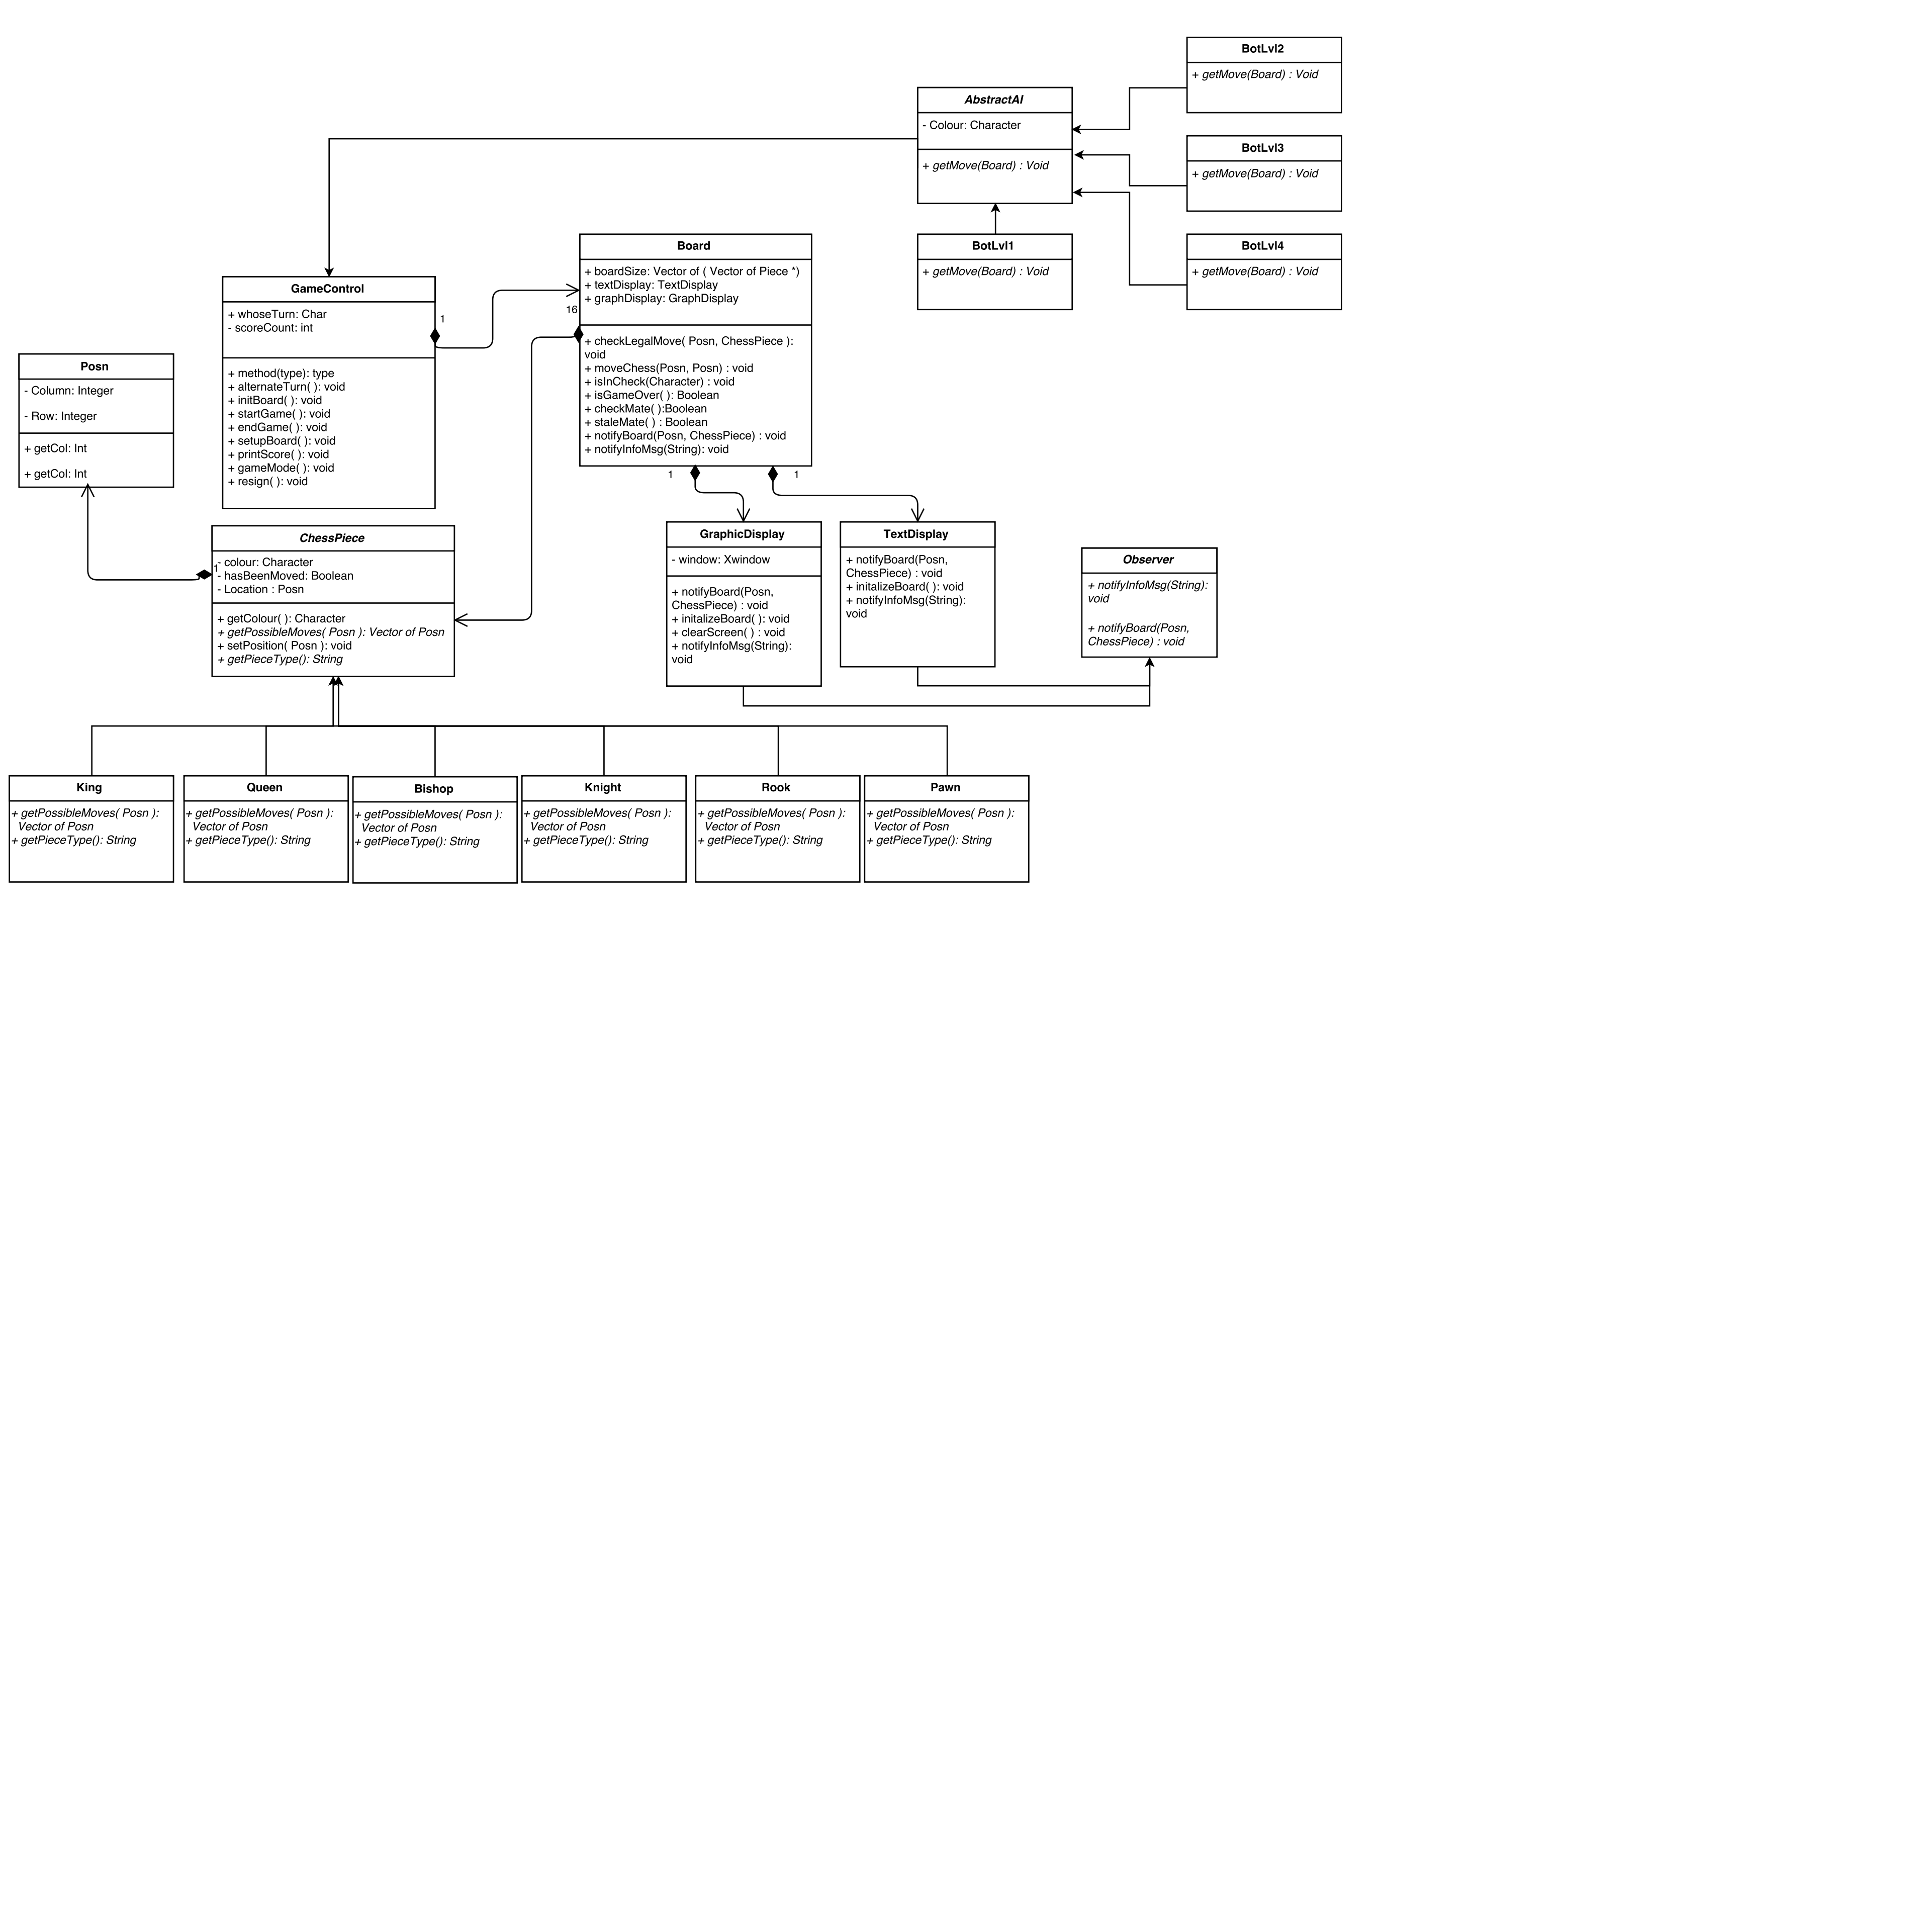 BotLvl2
+ getMove(Board) : Void
AbstractAI
- Colour: Character
+ getMove(Board) : Void
BotLvl3
+ getMove(Board) : Void
BotLvl1
+ getMove(Board) : Void
BotLvl4
+ getMove(Board) : Void
Board
+ boardSize: Vector of ( Vector of Piece *)
+ textDisplay: TextDisplay
+ graphDisplay: GraphDisplay
+ checkLegalMove( Posn, ChessPiece ):
void
+ moveChess(Posn, Posn) : void
+ isInCheck(Character) : void
+ isGameOver( ): Boolean
+ checkMate( ):Boolean
+ staleMate( ) : Boolean
+ notifyBoard(Posn, ChessPiece) : void
+ notifyInfoMsg(String): void
16
1
1
GameControl
+ whoseTurn: Char
- scoreCount: int
+ method(type): type
+ alternateTurn( ): void
+ initBoard( ): void
+ startGame( ): void
+ endGame( ): void
+ setupBoard( ): void
+ printScore( ): void
+ gameMode( ): void
+ resign( ): void
1
Posn
- Column: Integer
- Row: Integer
+ getCol: Int
+ getCol: Int
ChessPiece
1
- colour: Character
- hasBeenMoved: Boolean
- Location : Posn
+ getColour( ): Character
+ getPossibleMoves( Posn ): Vector of Posn
+ setPosition( Posn ): void
+ getPieceType(): String
GraphicDisplay
- window: Xwindow
+ notifyBoard(Posn,
ChessPiece) : void
+ initalizeBoard( ): void
+ clearScreen( ) : void
+ notifyInfoMsg(String):
void
TextDisplay
+ notifyBoard(Posn,
ChessPiece) : void
+ initalizeBoard( ): void
+ notifyInfoMsg(String):
void
Observer
+ notifyInfoMsg(String):
void
+ notifyBoard(Posn,
ChessPiece) : void
King
+ getPossibleMoves( Posn ):
Vector of Posn
+ getPieceType(): String
Queen
+ getPossibleMoves( Posn ):
Vector of Posn
+ getPieceType(): String
Bishop
+ getPossibleMoves( Posn ):
Vector of Posn
+ getPieceType(): String
Knight
+ getPossibleMoves( Posn ):
Vector of Posn
+ getPieceType(): String
Rook
+ getPossibleMoves( Posn ):
Vector of Posn
+ getPieceType(): String
Pawn
+ getPossibleMoves( Posn ):
Vector of Posn
+ getPieceType(): String